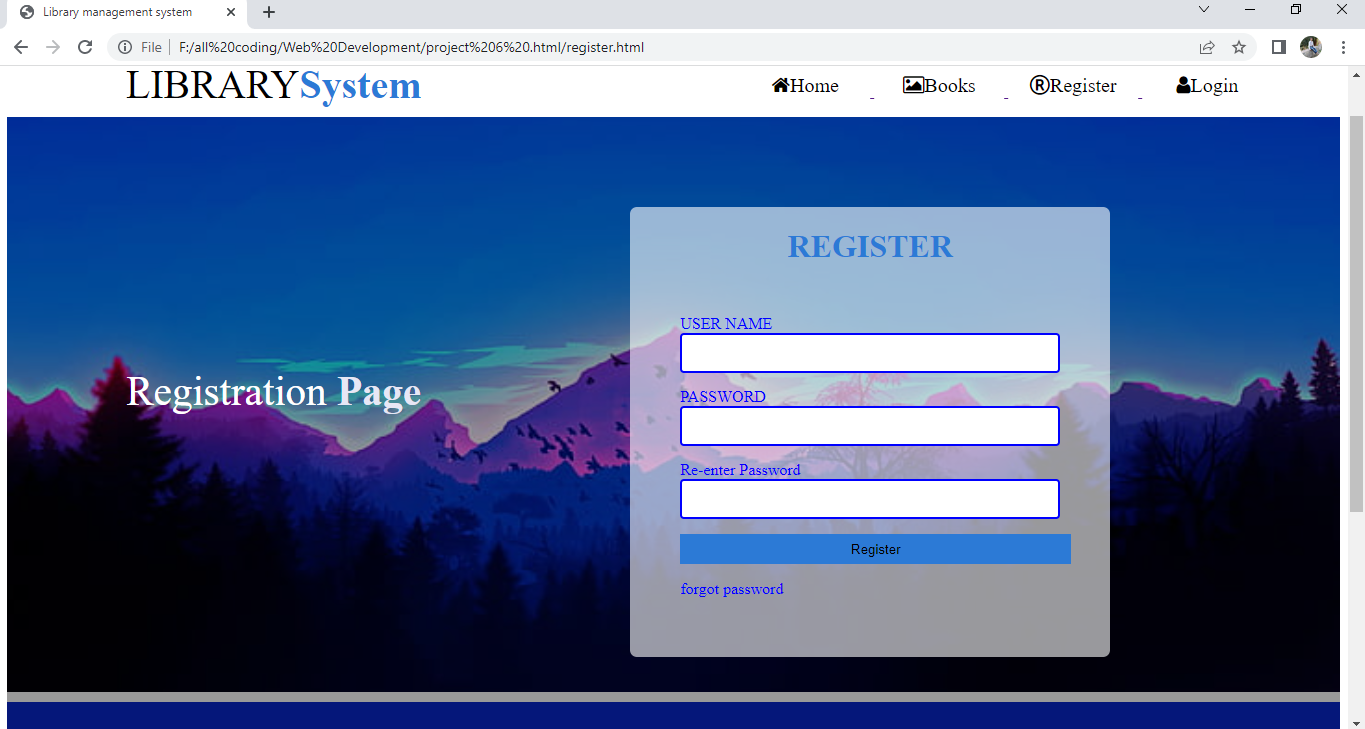 Library management system
File F:/all%20coding/Web%20Development/project%206%20.html/register.html
LIBRARYSystem
Home Books ®Register Login
REGISTER
USER NAME
Registration Page
PASSWORD
Re-enter Password
Register
forgot password